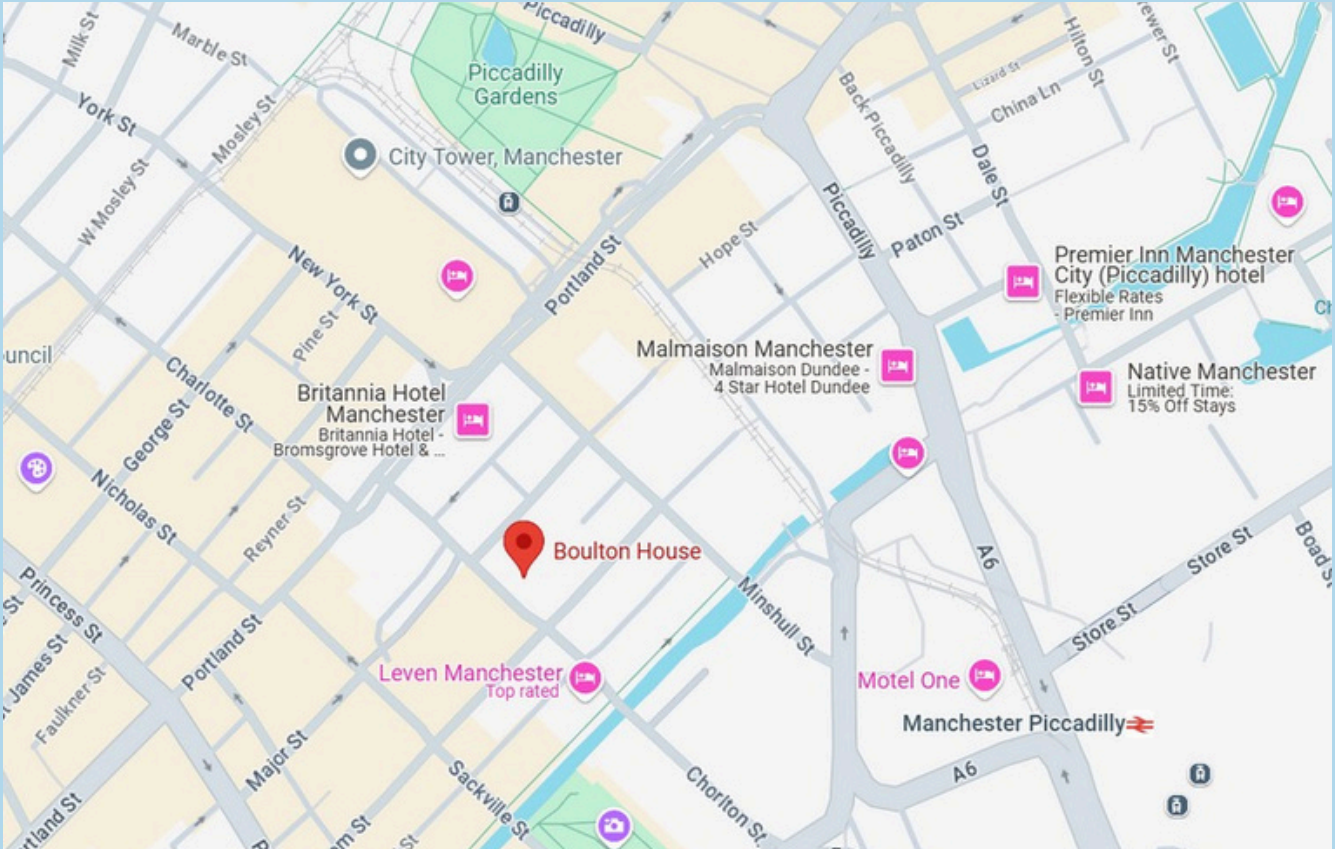 Piccadilly
Milk St
Marble St
Piccadilly
Gardens
Hilton St
Lizard St
China Ln
Back Piccadilly
York St
Mosley St
City Tower, Manchester
W Mosley St
Dale St
Piccadilly
Paton St
Hope St
Portland St
New York St
Pine St
Premier Inn Manchester
City (Piccadilly) hotel
Flexible Rates
- Premier Inn
Malmaison Manchester
Malmaison Dundee -
4 Star Hotel Dundee
Native Manchester
Limited Time:
15% Off Stays
Charlotte St
George St
Britannia Hotel
Manchester
Britannia Hotel -
Bromsgrove Hotel & ...
Nicholas St
Reyner St
Boulton House
A6
Store St
Store St
Princess St
Portland St
Minshull St
Leven Manchester
Top rated
Motel One
Manchester Piccadilly
St James St
Faulkner St
Major St
Sackville St
Chorlton St
A6